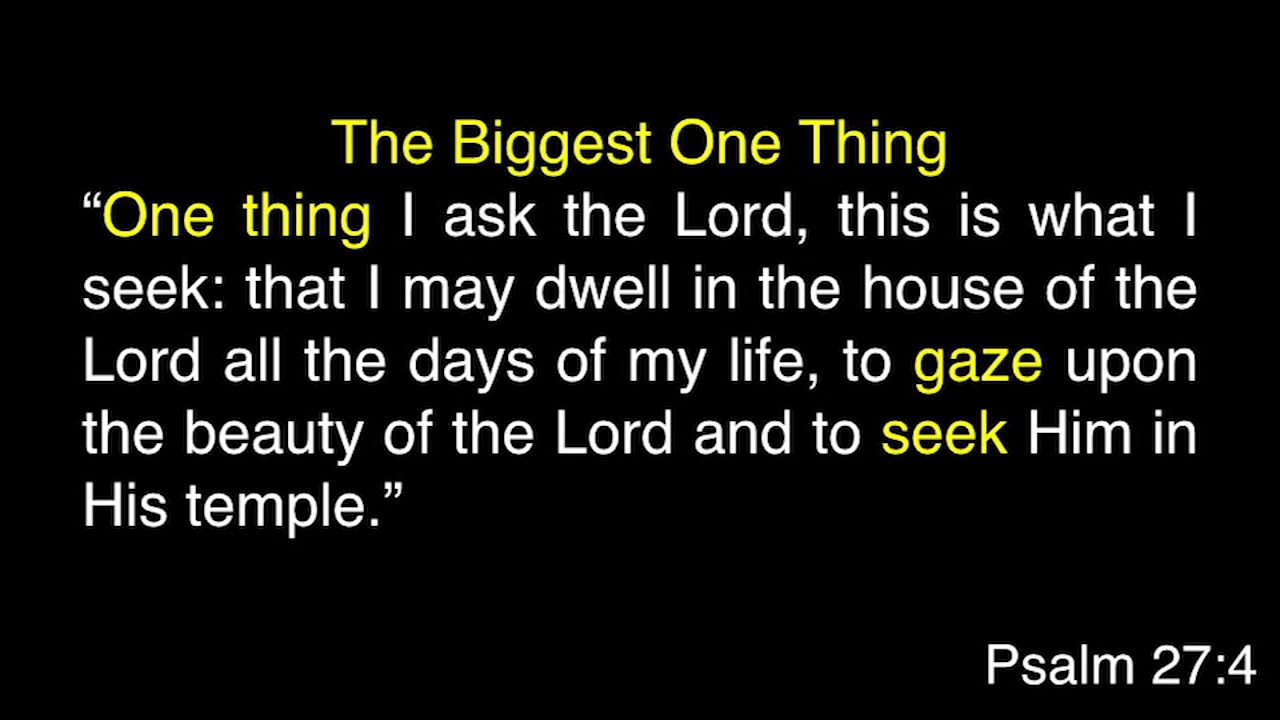 The Biggest One Thing
“One thing I ask the Lord, this is what I
seek: that I may dwell in the house of the
Lord all the days of my life, to gaze upon
the beauty of the Lord and to seek Him in
His temple.”
Psalm 27:4